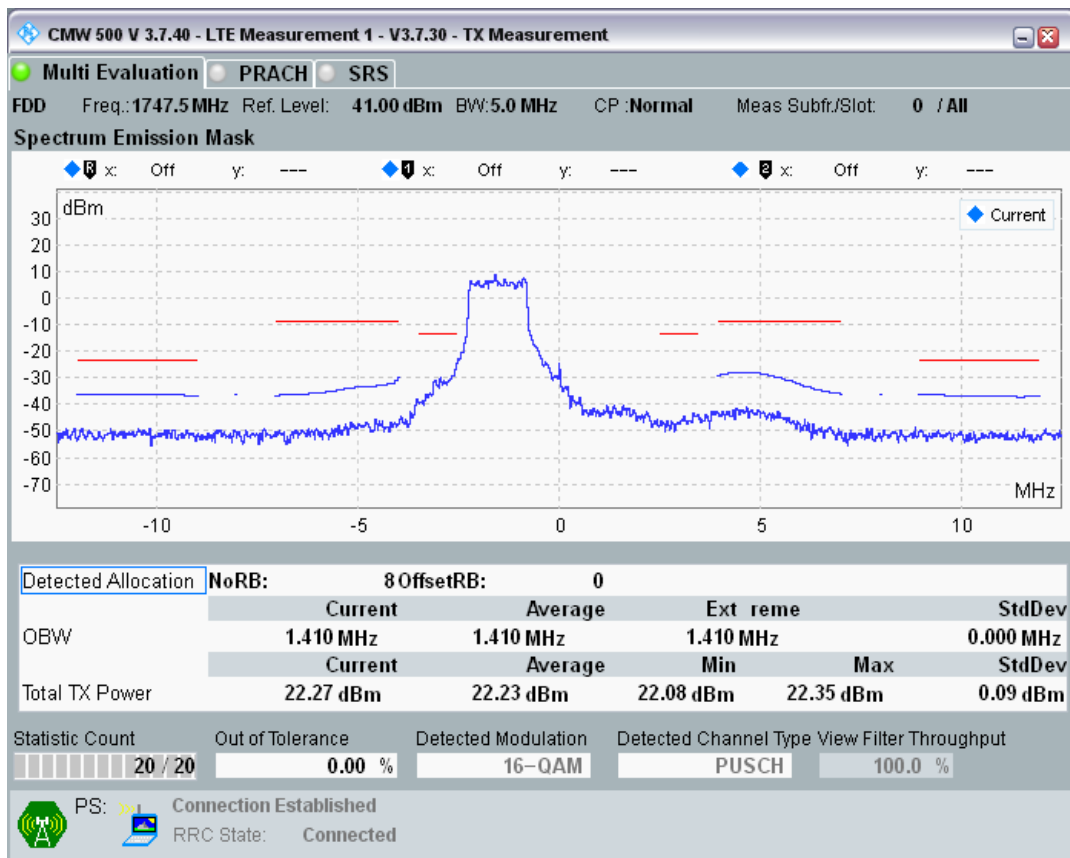 CMW 500 V 3.7.40 - LTE Measurement 1 - V3.7.30 - TX Measurement
Multi Evaluation PRACH SRS
FDD Freq.: 1747.5 MHz Ref. Level: 41.00 dBm BW: 5.0 MHz CP : Normal Meas Subfr./Slot: 0 / All
Spectrum Emission Mask
R x: Off y: --- 1 x: Off y: --- 2 x: Off y: ---
dBm
Current
30
20
10
0
-10
-20
-30
-40
-50
-60
-70
MHz
-10 -5 0 5 10
Detected Allocation NoRB: 8 OffsetRB: 0
Current Average Ext reme StdDev
OBW 1.410 MHz 1.410 MHz 1.410 MHz 0.000 MHz
Current Average Min Max StdDev
Total TX Power 22.27 dBm 22.23 dBm 22.08 dBm 22.35 dBm 0.09 dBm
Statistic Count Out of Tolerance Detected Modulation Detected Channel Type View Filter Throughput
20 / 20 0.00 % 16-QAM PUSCH 100.0 %
PS: Connection Established
RRC State: Connected